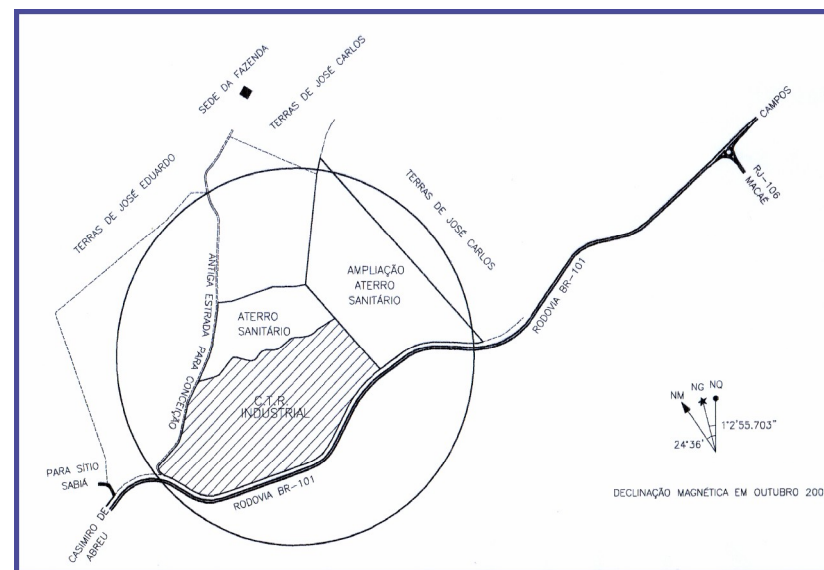 SEDE DA FAZENDA
TERRAS DE JOSÉ CARLOS
TERRAS DE JOSÉ EDUARDO
TERRAS DE JOSÉ CARLOS
CAMPOS
RJ-106
MACAÉ
AMPLIAÇÃO
ATERRO
SANITÁRIO
ANTIGA ESTRADA PARA CONCEIÇÃO
ATERRO
SANITÁRIO
RODOVIA BR-101
C.T.R.
INDUSTRIAL
NM
NG
NQ
1°2'55.703"
24°36'
PARA SÍTIO
SABIÁ
RODOVIA BR-101
CASIMIRO DE
ABREU
DECLINAÇÃO MAGNÉTICA EM OUTUBRO 200